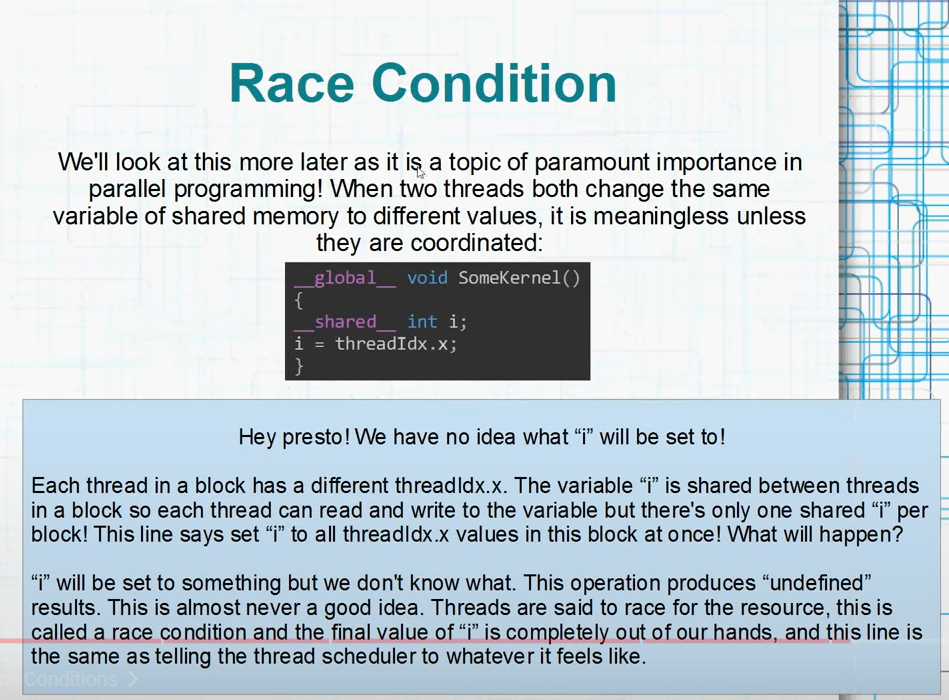 Race Condition
We'll look at this more later as it is a topic of paramount importance in
parallel programming! When two threads both change the same
variable of shared memory to different values, it is meaningless unless
they are coordinated:
__global__ void SomeKernel()
{
__shared__ int i;
i = threadIdx.x;
}
Hey presto! We have no idea what “i” will be set to!
Each thread in a block has a different threadIdx.x. The variable “i” is shared between threads
in a block so each thread can read and write to the variable but there's only one shared “i” per
block! This line says set “i” to all threadIdx.x values in this block at once! What will happen?
“i” will be set to something but we don't know what. This operation produces “undefined”
results. This is almost never a good idea. Threads are said to race for the resource, this is
called a race condition and the final value of “i” is completely out of our hands, and this line is
the same as telling the thread scheduler to whatever it feels like.
Conditions